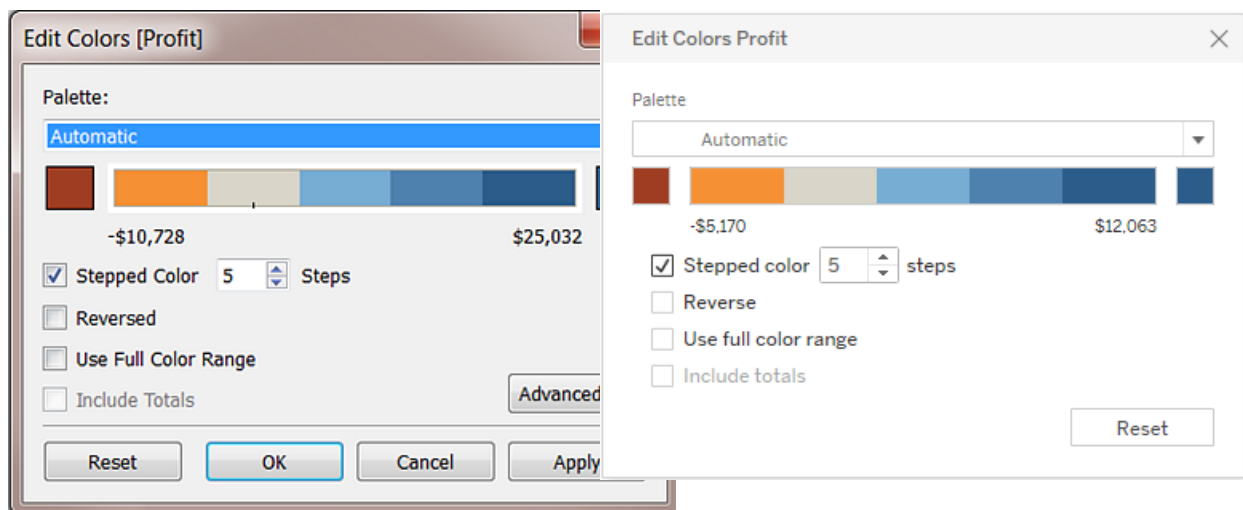 Edit Colors [Profit]
Palette:
Automatic
-$10,728 $25,032
Stepped Color 5 Steps
Reversed
Use Full Color Range
Include Totals
Advanced
Reset OK Cancel Apply
Edit Colors Profit
Palette
Automatic
-$5,170 $12,063
Stepped color 5 steps
Reverse
Use full color range
Include totals
Reset